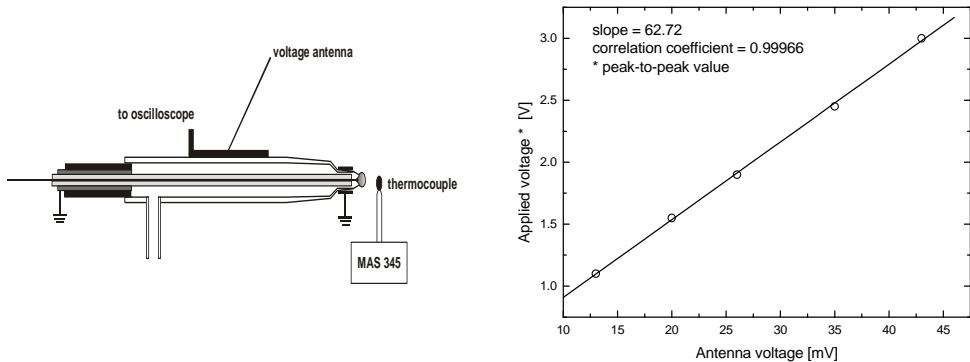 voltage antenna
to oscilloscope
thermocouple
MAS 345
slope = 62.72
correlation coefficient = 0.99966
* peak-to-peak value
Applied voltage * [V]
3.0
2.5
2.0
1.5
1.0
10 15 20 25 30 35 40 45
Antenna voltage [mV]